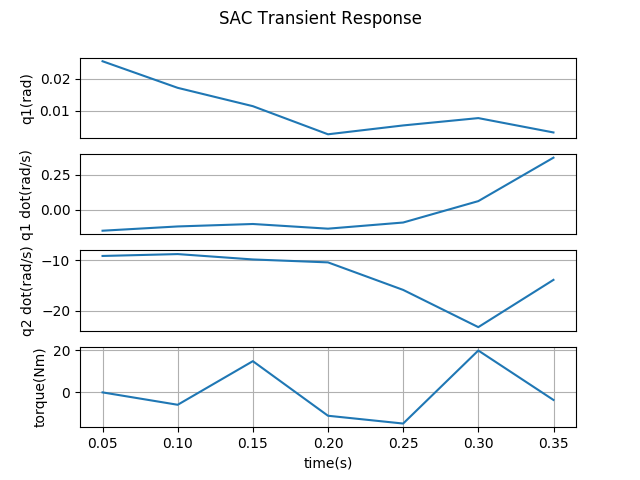 SAC Transient Response
q1(rad)
0.02
0.01
q1 dot(rad/s)
0.25
0.00
q2 dot(rad/s)
−10
−20
torque(Nm)
20
0
0.05 0.10 0.15 0.20 0.25 0.30 0.35
time(s)